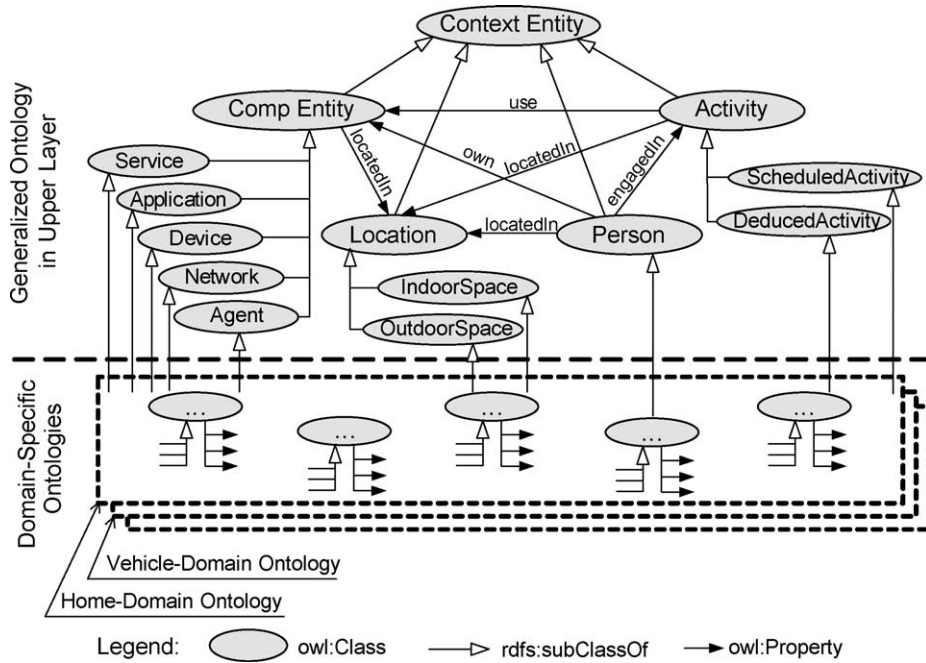 Context Entity
Comp Entity
use
Activity
locatedIn
own
locatedIn
engagedIn
Service
Application
Device
Network
Agent
Location
locatedIn
Person
ScheduledActivity
DeducedActivity
IndoorSpace
OutdoorSpace
Generalized Ontology
in Upper Layer
Domain-Specific
Ontologies
...
...
...
...
...
Vehicle-Domain Ontology
Home-Domain Ontology
Legend:
owl:Class
rdfs:subClassOf
owl:Property